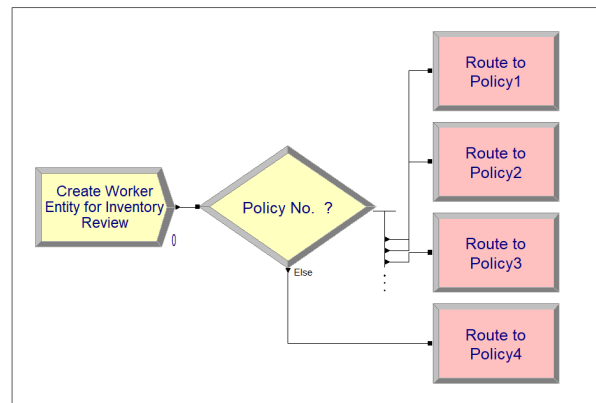 Create Worker
Entity for Inventory
Review
0
Policy No.  ?
Else
Route to
Policy1
Route to
Policy2
Route to
Policy3
Route to
Policy4